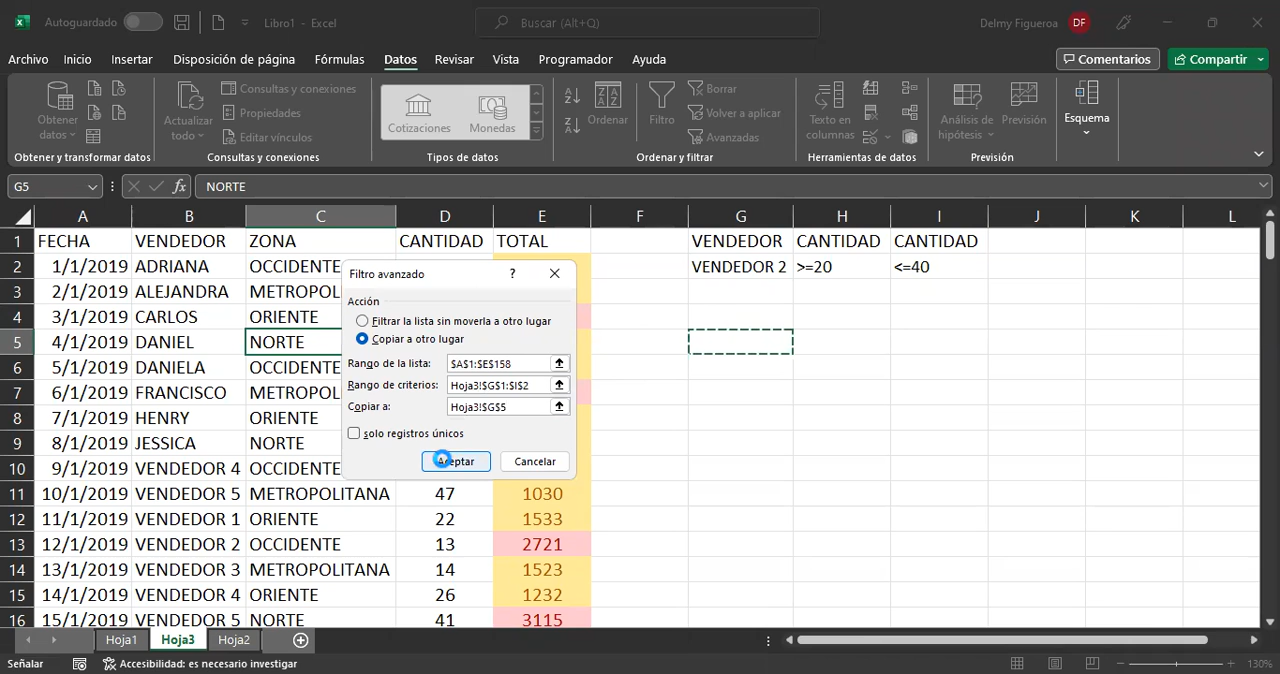 Autoguardado Libro1 - Excel Buscar (Alt+Q) Delmy Figueroa DF
Archivo Inicio Insertar Disposición de página Fórmulas Datos Revisar Vista Programador Ayuda Comentarios Compartir
Obtener datos Actualizar todo Consultas y conexiones Propiedades Editar vínculos Cotizaciones Monedas Ordenar Filtro Borrar Volver a aplicar Avanzadas Texto en columnas Análisis de hipótesis Previsión Esquema
Obtener y transformar datos Consultas y conexiones Tipos de datos Ordenar y filtrar Herramientas de datos Previsión
G5 fx NORTE
A B C D E F G H I J K L
1 FECHA VENDEDOR ZONA CANTIDAD TOTAL VENDEDOR CANTIDAD CANTIDAD
2 1/1/2019 ADRIANA OCCIDENTE VENDEDOR 2 >=20 <=40
3 2/1/2019 ALEJANDRA METROPOL
4 3/1/2019 CARLOS ORIENTE
5 4/1/2019 DANIEL NORTE
6 5/1/2019 DANIELA OCCIDENTE
7 6/1/2019 FRANCISCO METROPOL
8 7/1/2019 HENRY ORIENTE
9 8/1/2019 JESSICA NORTE
10 9/1/2019 VENDEDOR 4 OCCIDENTE
11 10/1/2019 VENDEDOR 5 METROPOLITANA 47 1030
12 11/1/2019 VENDEDOR 1 ORIENTE 22 1533
13 12/1/2019 VENDEDOR 2 OCCIDENTE 13 2721
14 13/1/2019 VENDEDOR 3 METROPOLITANA 14 1523
15 14/1/2019 VENDEDOR 4 ORIENTE 26 1232
16 15/1/2019 VENDEDOR 5 NORTE 41 3115
Filtro avanzado ?
Acción
Filtrar la lista sin moverla a otro lugar
Copiar a otro lugar
Rango de la lista: $A$1:$E$158
Rango de criterios: Hoja3!$G$1:$I$2
Copiar a: Hoja3!$G$5
Solo registros únicos
Aceptar Cancelar
Hoja1 Hoja3 Hoja2
Señalar Accesibilidad: es necesario investigar 130%